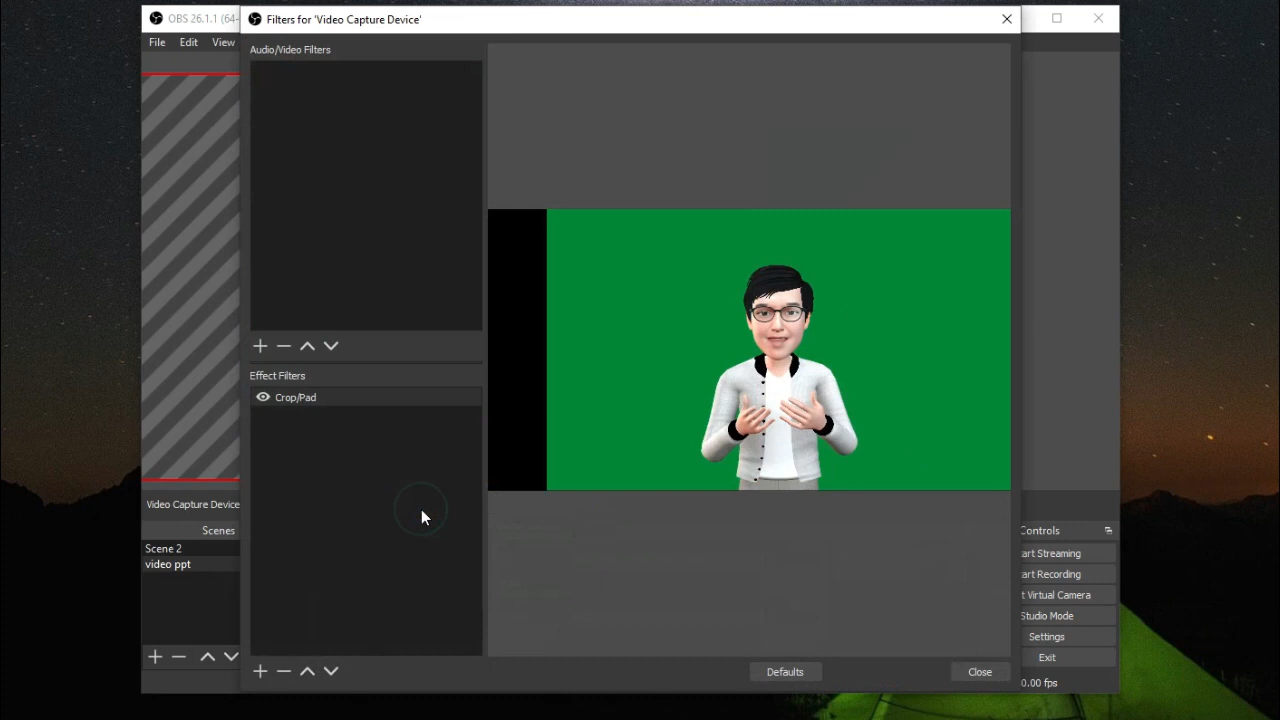 OBS 26.1.1 (64-
Filters for 'Video Capture Device'
File Edit View
Audio/Video Filters
Effect Filters
Crop/Pad
Video Capture Device
Scenes
Scene 2
video ppt
Defaults
Close
Controls
art Streaming
art Recording
t Virtual Camera
Studio Mode
Settings
Exit
0.00 fps